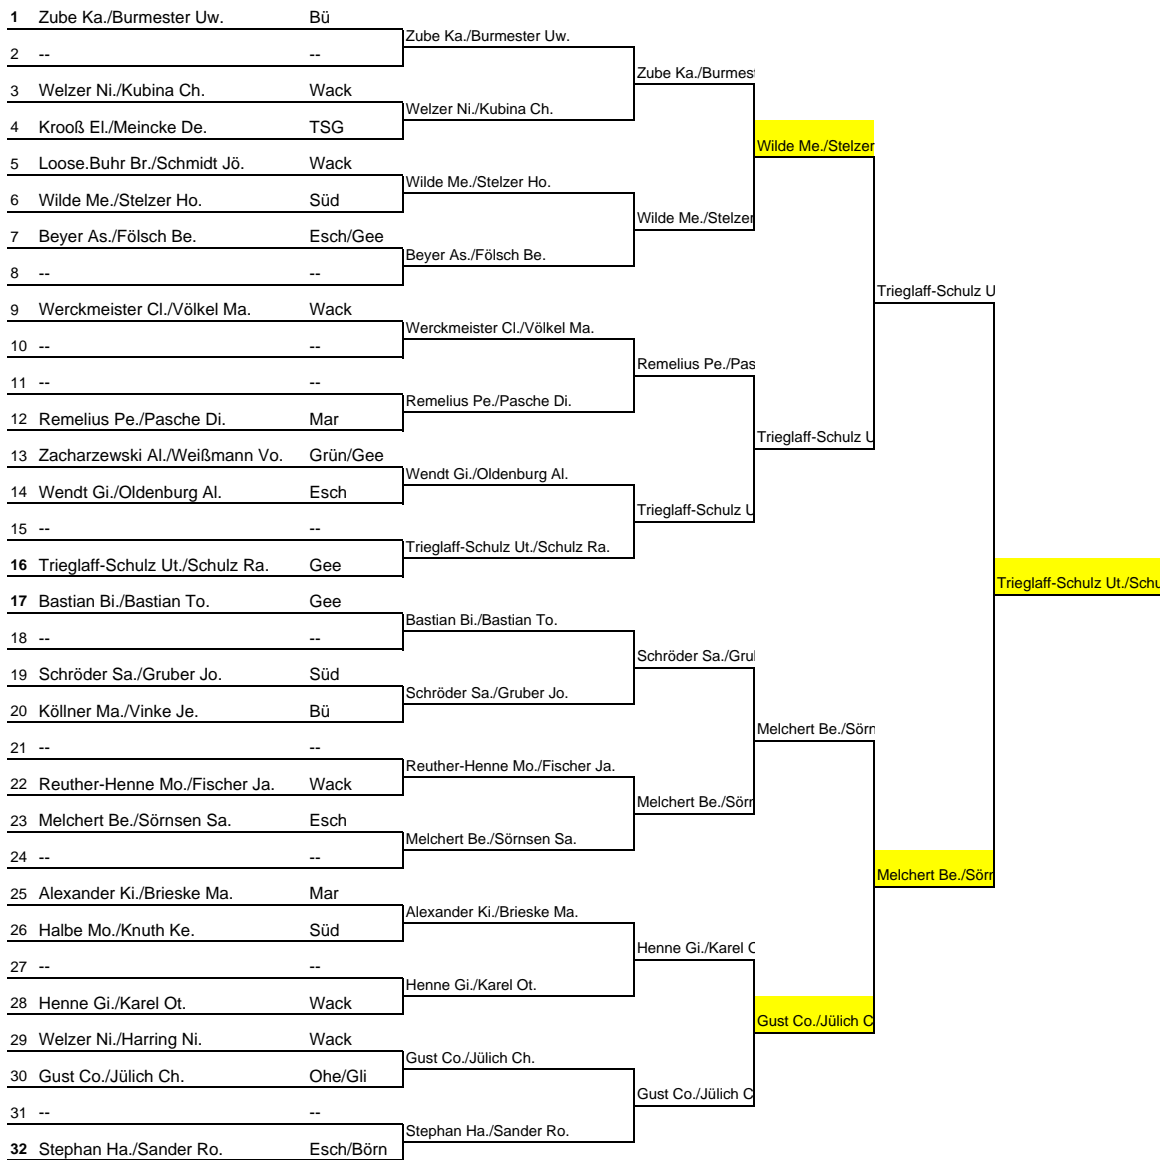 1 Zube Ka./Burmester Uw. Bü
Zube Ka./Burmester Uw.
2 -- --
Zube Ka./Burmes
3 Welzer Ni./Kubina Ch. Wack
Welzer Ni./Kubina Ch.
4 Krooß El./Meincke De. TSG
Wilde Me./Stelzer
5 Loose.Buhr Br./Schmidt Jö. Wack
Wilde Me./Stelzer Ho.
6 Wilde Me./Stelzer Ho. Süd
Wilde Me./Stelzer
7 Beyer As./Fölsch Be. Esch/Gee
Beyer As./Fölsch Be.
8 -- --
Trieglaff-Schulz U
9 Werckmeister Cl./Völkel Ma. Wack
Werckmeister Cl./Völkel Ma.
10 -- --
Remelius Pe./Pas
11 -- --
Remelius Pe./Pasche Di.
12 Remelius Pe./Pasche Di. Mar
Trieglaff-Schulz U
13 Zacharzewski Al./Weißmann Vo. Grün/Gee
Wendt Gi./Oldenburg Al.
14 Wendt Gi./Oldenburg Al. Esch
Trieglaff-Schulz U
15 -- --
Trieglaff-Schulz Ut./Schulz Ra.
16 Trieglaff-Schulz Ut./Schulz Ra. Gee
Trieglaff-Schulz Ut./Schu
17 Bastian Bi./Bastian To. Gee
Bastian Bi./Bastian To.
18 -- --
Schröder Sa./Gru
19 Schröder Sa./Gruber Jo. Süd
Schröder Sa./Gruber Jo.
20 Köllner Ma./Vinke Je. Bü
Melchert Be./Sörn
21 -- --
Reuther-Henne Mo./Fischer Ja.
22 Reuther-Henne Mo./Fischer Ja. Wack
Melchert Be./Sörn
23 Melchert Be./Sörnsen Sa. Esch
Melchert Be./Sörnsen Sa.
24 -- --
Melchert Be./Sörn
25 Alexander Ki./Brieske Ma. Mar
Alexander Ki./Brieske Ma.
26 Halbe Mo./Knuth Ke. Süd
Henne Gi./Karel O
27 -- --
Henne Gi./Karel Ot.
28 Henne Gi./Karel Ot. Wack
Gust Co./Jülich C
29 Welzer Ni./Harring Ni. Wack
Gust Co./Jülich Ch.
30 Gust Co./Jülich Ch. Ohe/Gli
Gust Co./Jülich C
31 -- --
Stephan Ha./Sander Ro.
32 Stephan Ha./Sander Ro. Esch/Börn